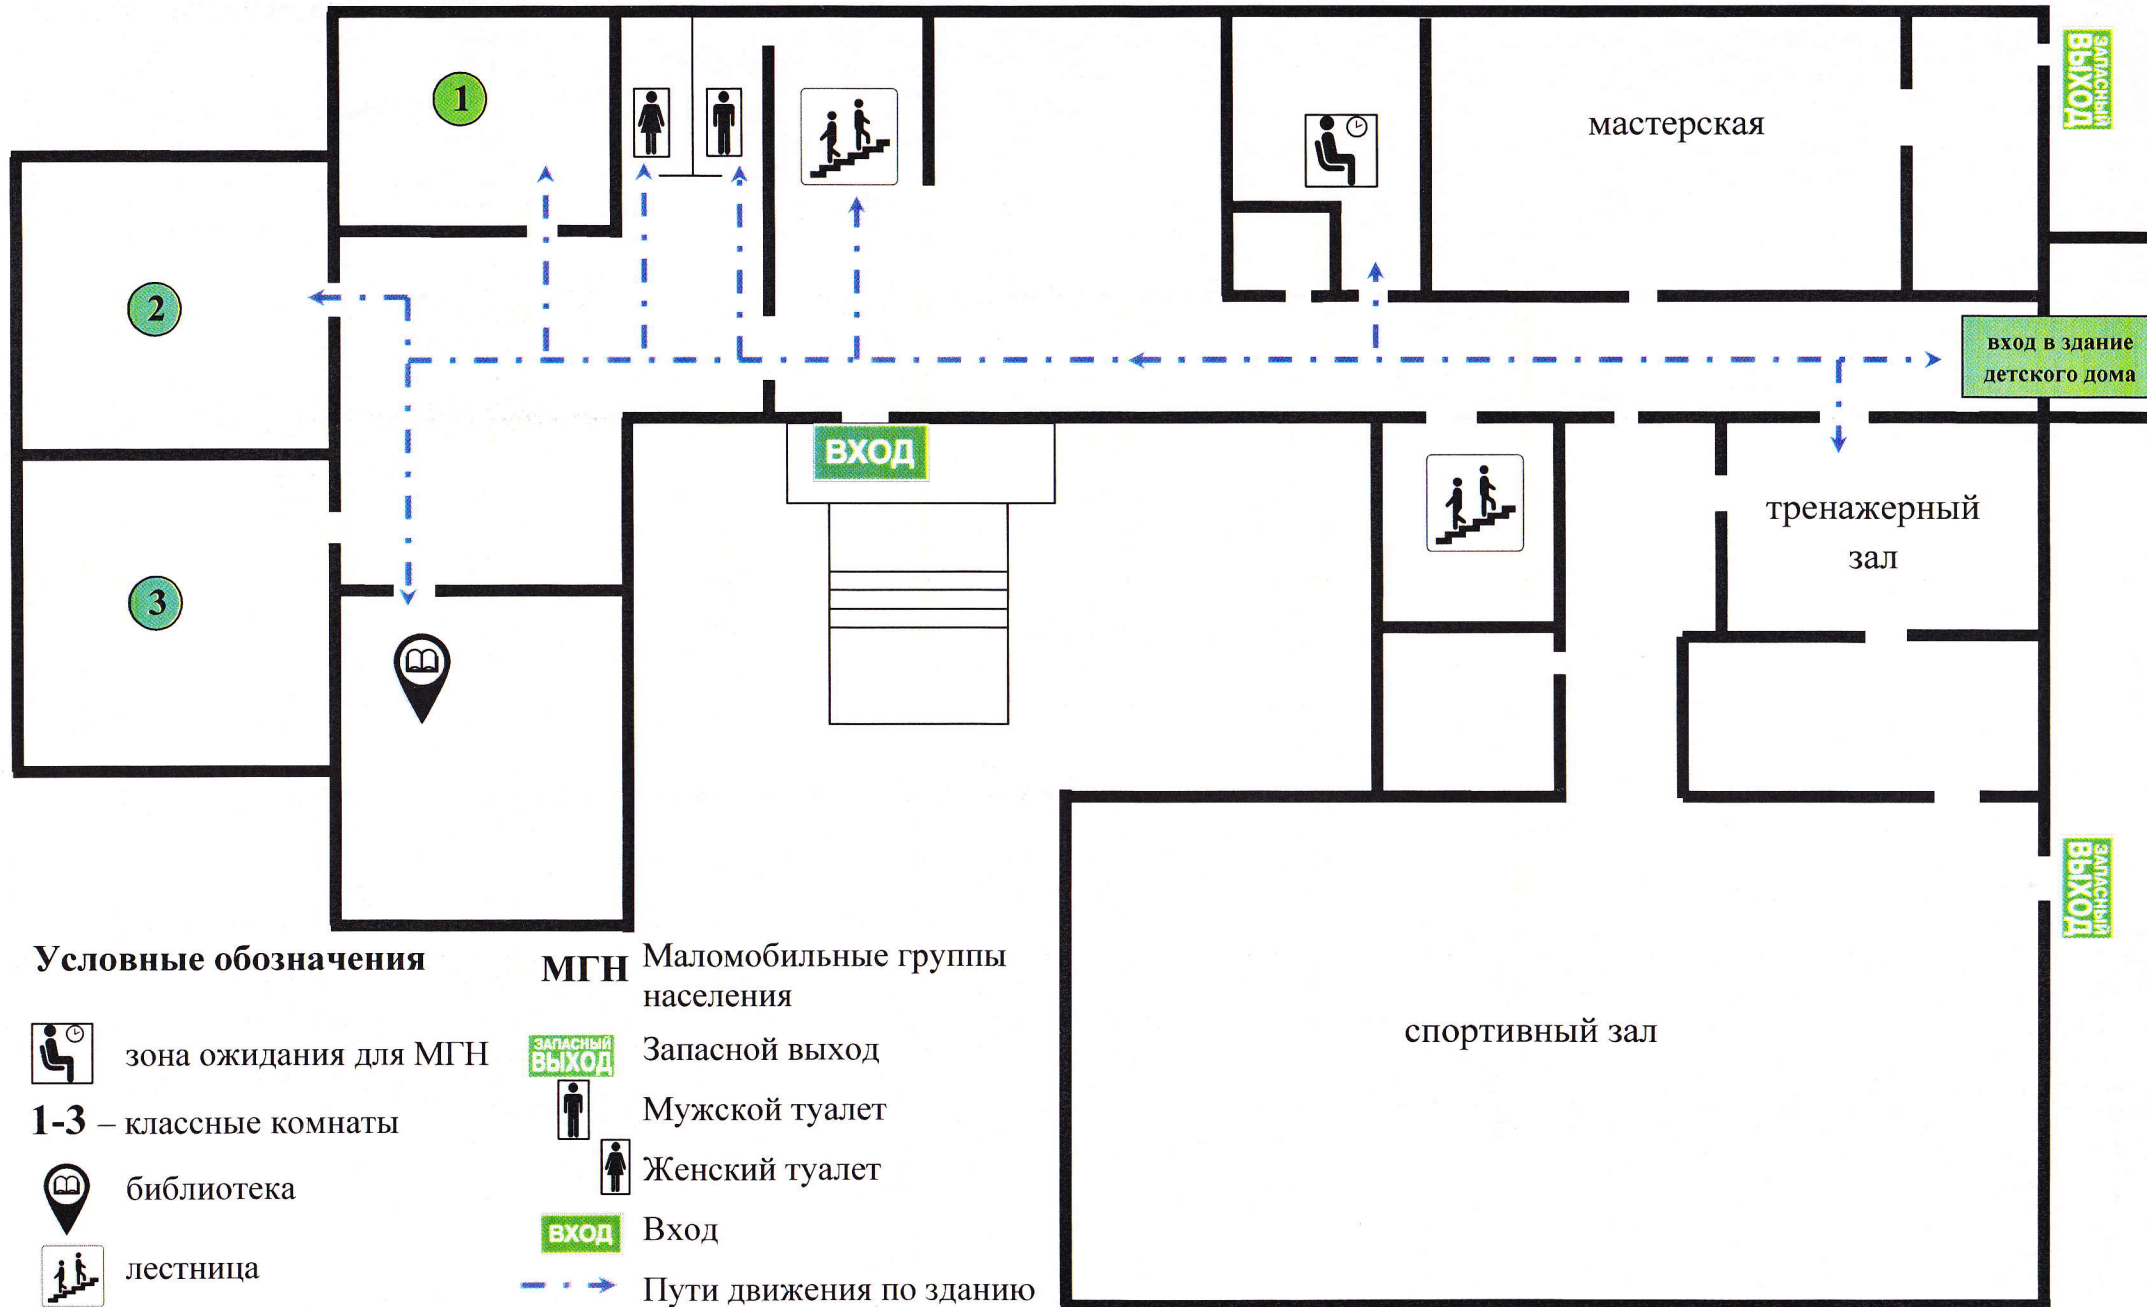 1
ЗАПАСНЫЙ
ВЫХОД
мастерская
2
вход в здание
детского дома
ВХОД
тренажерный
зал
3
ЗАПАСНЫЙ
ВЫХОД
спортивный зал
Условные обозначения
зона ожидания для МГН
1-3 – классные комнаты
библиотека
лестница
МГН Маломобильные группы
населения
ЗАПАСНЫЙ
ВЫХОД
Запасной выход
Мужской туалет
Женский туалет
ВХОД Вход
Пути движения по зданию